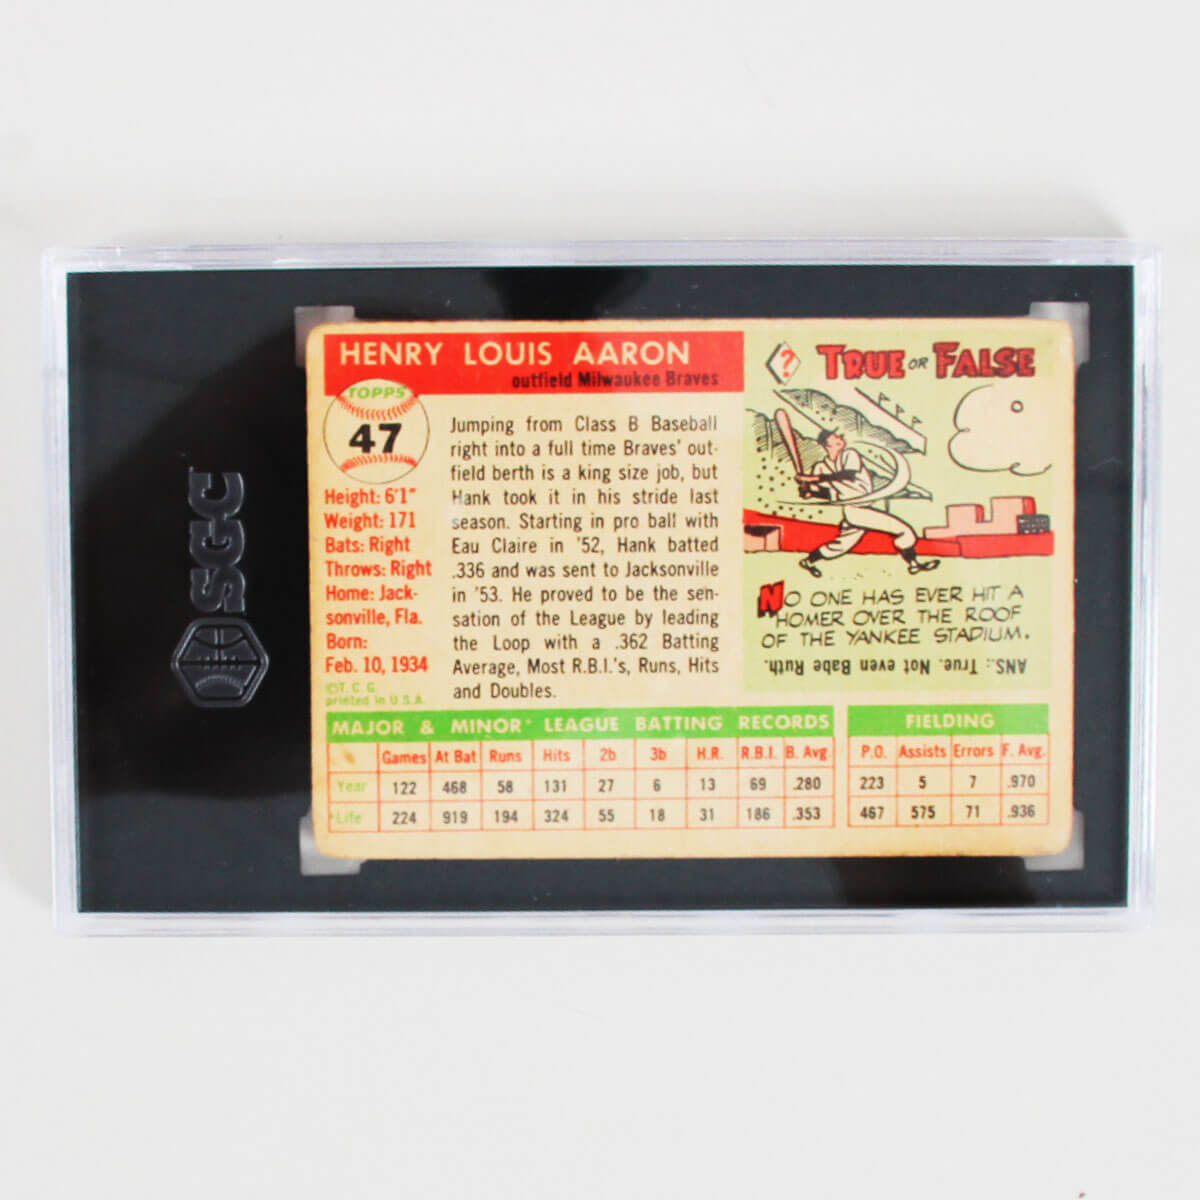 SGC
HENRY LOUIS AARON
outfield Milwaukee Braves
TOPPS
47
Height: 6'1"
Weight: 171
Bats: Right
Throws: Right
Home: Jack-
sonville, Fla.
Born:
Feb. 10, 1934
©T. C. G
printed in U.S.A.
Jumping from Class B Baseball
right into a full time Braves' out-
field berth is a king size job, but
Hank took it in his stride last
season. Starting in pro ball with
Eau Claire in '52, Hank batted
.336 and was sent to Jacksonville
in '53. He proved to be the sen-
sation of the League by leading
the Loop with a .362 Batting
Average, Most R.B.I.'s, Runs, Hits
and Doubles.
?
TRUE OR FALSE
NO ONE HAS EVER HIT A
HOMER OVER THE ROOF
OF THE YANKEE STADIUM.
ANS.: True. Not even Babe Ruth.
MAJOR & MINOR LEAGUE BATTING RECORDS
Games At Bat Runs Hits 2b 3b H.R. R.B.I. B. Avg.
Year 122 468 58 131 27 6 13 69 .280
Life 224 919 194 324 55 18 31 186 .353
FIELDING
P.O. Assists Errors F. Avg.
223 5 7 .970
467 575 71 .936